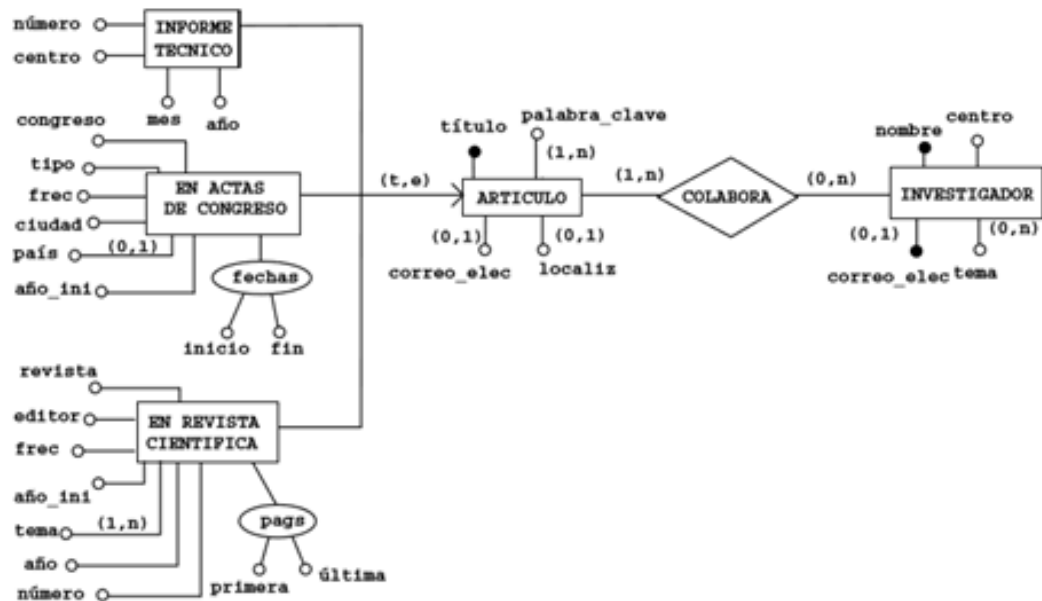 número
centro
INFORME
TECNICO
mes
año
congreso
tipo
frec
ciudad
país
(0,1)
año_ini
EN ACTAS
DE CONGRESO
fechas
inicio
fin
(t,e)
título
palabra_clave
(1,n)
ARTICULO
(0,1)
correo_elec
(0,1)
localiz
(1,n)
COLABORA
(0,n)
nombre
centro
INVESTIGADOR
(0,1)
correo_elec
(0,n)
tema
revista
editor
frec
año_ini
tema
(1,n)
año
número
EN REVISTA
CIENTIFICA
pags
primera
última